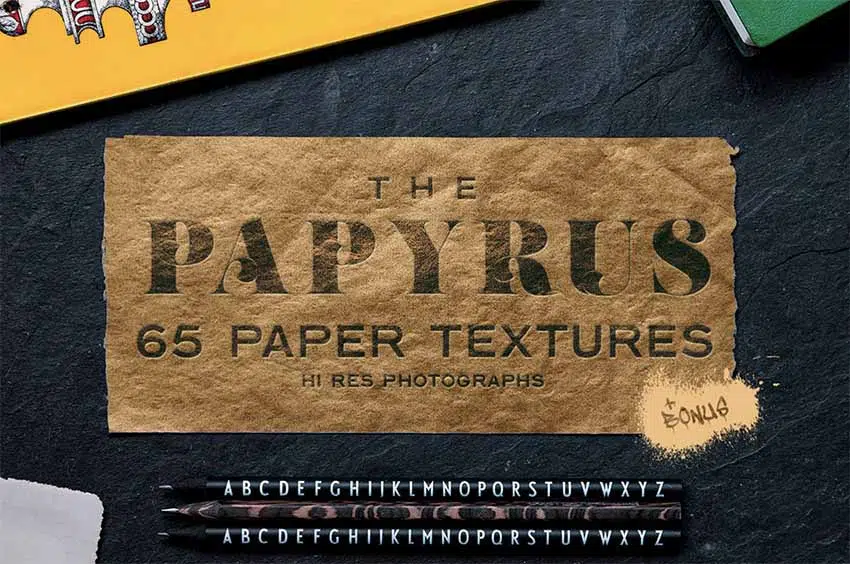 THE
PAPYRUS
65 PAPER TEXTURES
HI RES PHOTOGRAPHS
+
BONUS
ABCDEFGHIJKLMNOPQRSTUVWXYZ
ABCDEFGHIJKLMNOPQRSTUVWXYZ